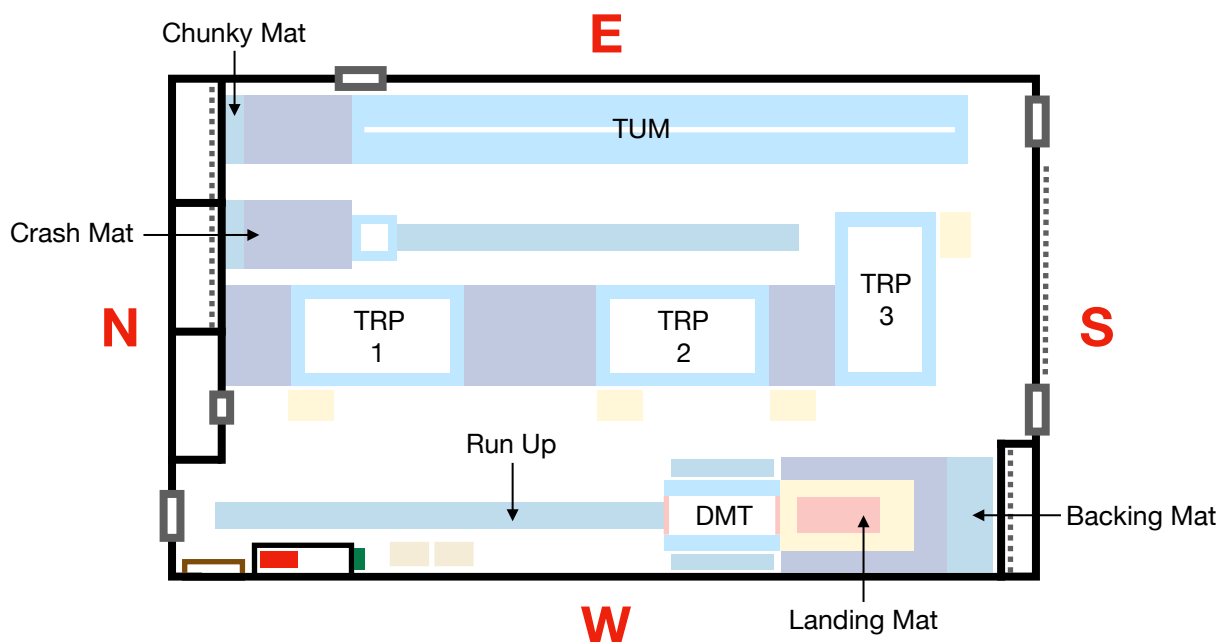 E
Chunky Mat
TUM
Crash Mat
TRP
3
N
TRP
1
TRP
2
S
Run Up
DMT
Backing Mat
Landing Mat
W